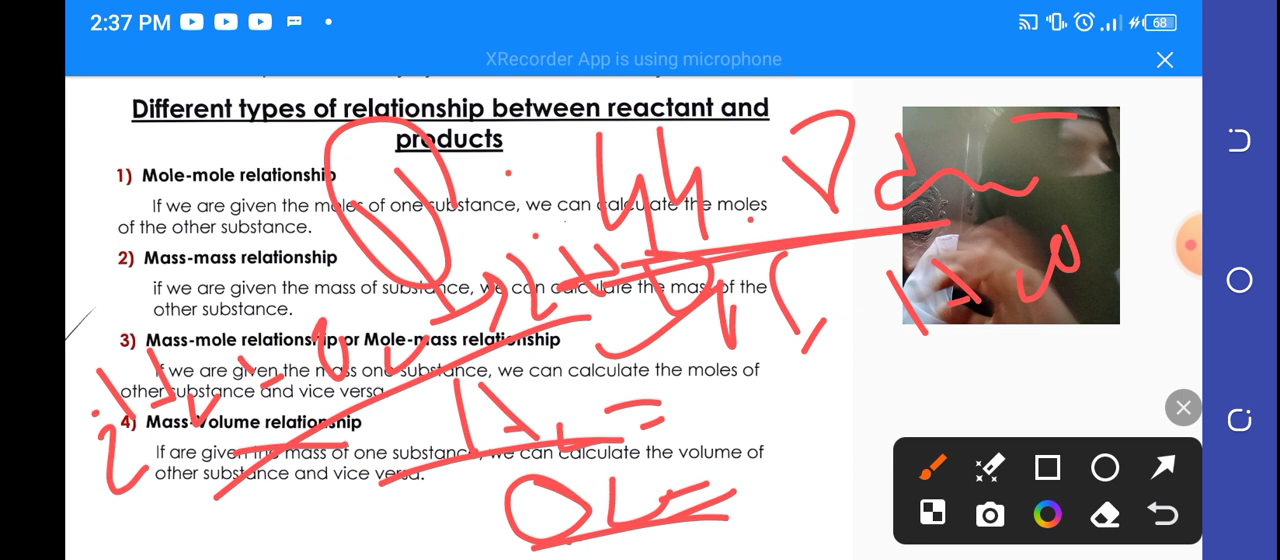 2:37 PM
68
XRecorder App is using microphone
Different types of relationship between reactant and
products
1) Mole-mole relationship
If we are given the moles of one substance, we can calculate the moles
of the other substance.
2) Mass-mass relationship
if we are given the mass of substance, we can calculate the mass of the
other substance.
3) Mass-mole relationship or Mole-mass relationship
If we are given the mass one substance, we can calculate the moles of
other substance and vice versa.
4) Mass-Volume relationship
If are given the mass of one substance, we can calculate the volume of
other substance and vice versa.